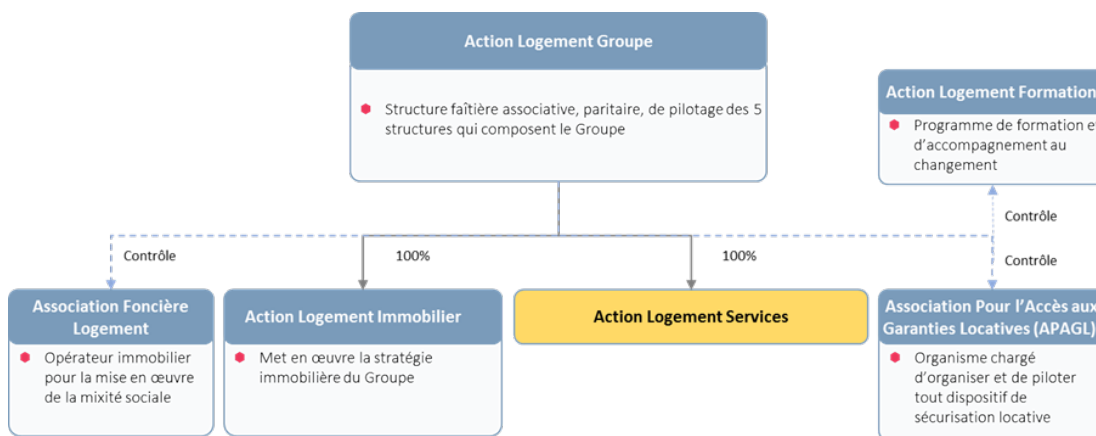 Action Logement Groupe
Structure faîtière associative, paritaire, de pilotage des 5
structures qui composent le Groupe
Action Logement Formation
Programme de formation et
d'accompagnement au
changement
Contrôle
Contrôle
100%
100%
Contrôle
Association Foncière
Logement
Opérateur immobilier
pour la mise en œuvre
de la mixité sociale
Action Logement Immobilier
Met en œuvre la stratégie
immobilière du Groupe
Action Logement Services
Association Pour l'Accès aux
Garanties Locatives (APAGL)
Organisme chargé
d'organiser et de piloter
tout dispositif de
sécurisation locative